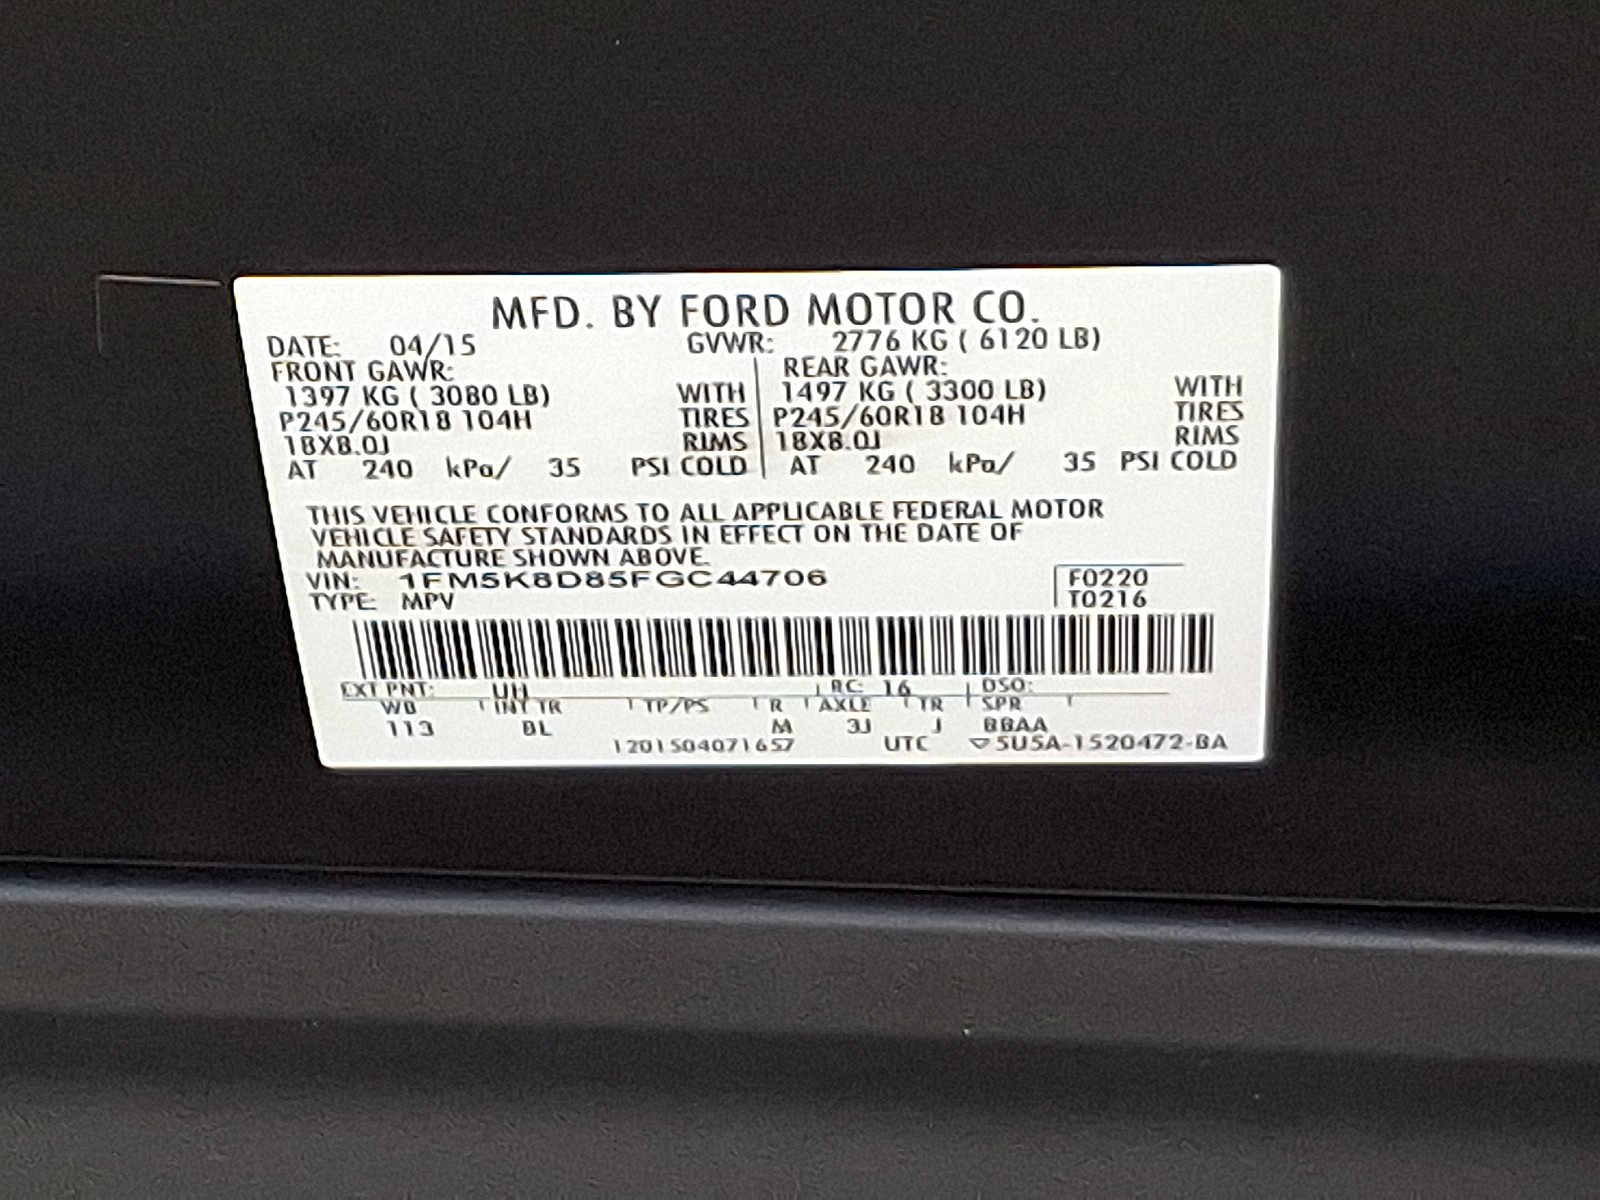 MFD. BY FORD MOTOR CO.
DATE: 04/15 GVWR: 2776 KG ( 6120 LB)
FRONT GAWR: REAR GAWR:
1397 KG ( 3080 LB) WITH 1497 KG ( 3300 LB) WITH
P245/60R18 104H TIRES P245/60R18 104H TIRES
18X8.0J RIMS 18X8.0J RIMS
AT 240 kPa/ 35 PSI COLD AT 240 kPa/ 35 PSI COLD
THIS VEHICLE CONFORMS TO ALL APPLICABLE FEDERAL MOTOR
VEHICLE SAFETY STANDARDS IN EFFECT ON THE DATE OF
MANUFACTURE SHOWN ABOVE.
VIN: 1FM5K8D85FGC44706 F0220
TYPE: MPV T0216
EXT PNT: UH RC: 16 DSO:
WB INT TR TP/PS R AXLE TR SPR
113 BL M 3J J BBAA
1201504071657 UTC ▽5U5A-1520472-BA